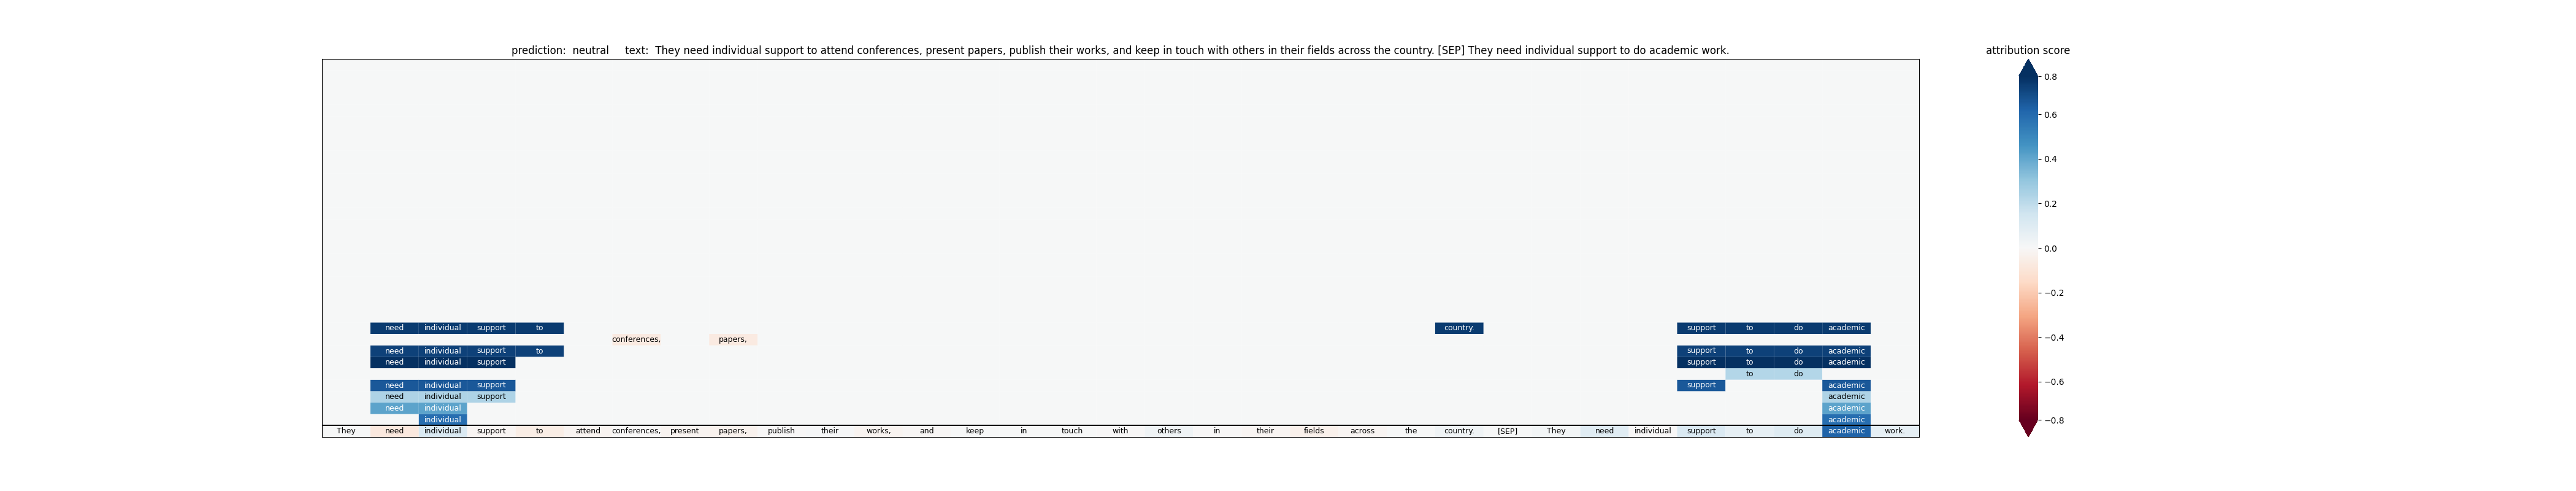 prediction: neutral text: They need individual support to attend conferences, present papers, publish their works, and keep in touch with others in their fields across the country. [SEP] They need individual support to do academic work.
attribution score
0.8
0.6
0.4
0.2
0.0
−0.2
−0.4
−0.6
−0.8
need individual support to country. support to do academic
conferences, papers,
need individual support to support to do academic
need individual support support to do academic
to do
need individual support support academic
need individual support academic
need individual academic
individual academic
They need individual support to attend conferences, present papers, publish their works, and keep in touch with others in their fields across the country. [SEP] They need individual support to do academic work.